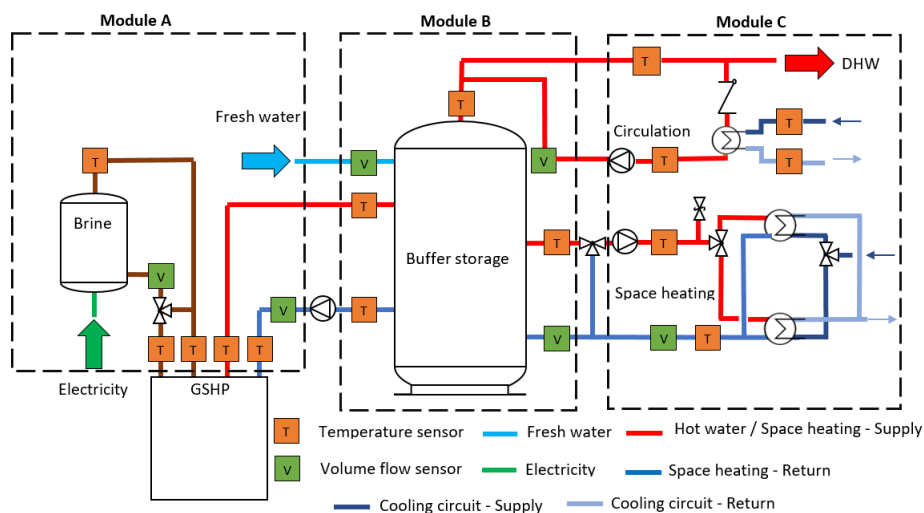 Module A
Module B
Module C
T
DHW
T
Fresh water
V
Circulation
V
T
T
T
T
Brine
T
Buffer storage
T
T
V
Space heating
V
T
V
V
T
T
T
T
T
Electricity
GSHP
T Temperature sensor
Fresh water
Hot water / Space heating - Supply
V Volume flow sensor
Electricity
Space heating - Return
Cooling circuit - Supply
Cooling circuit - Return